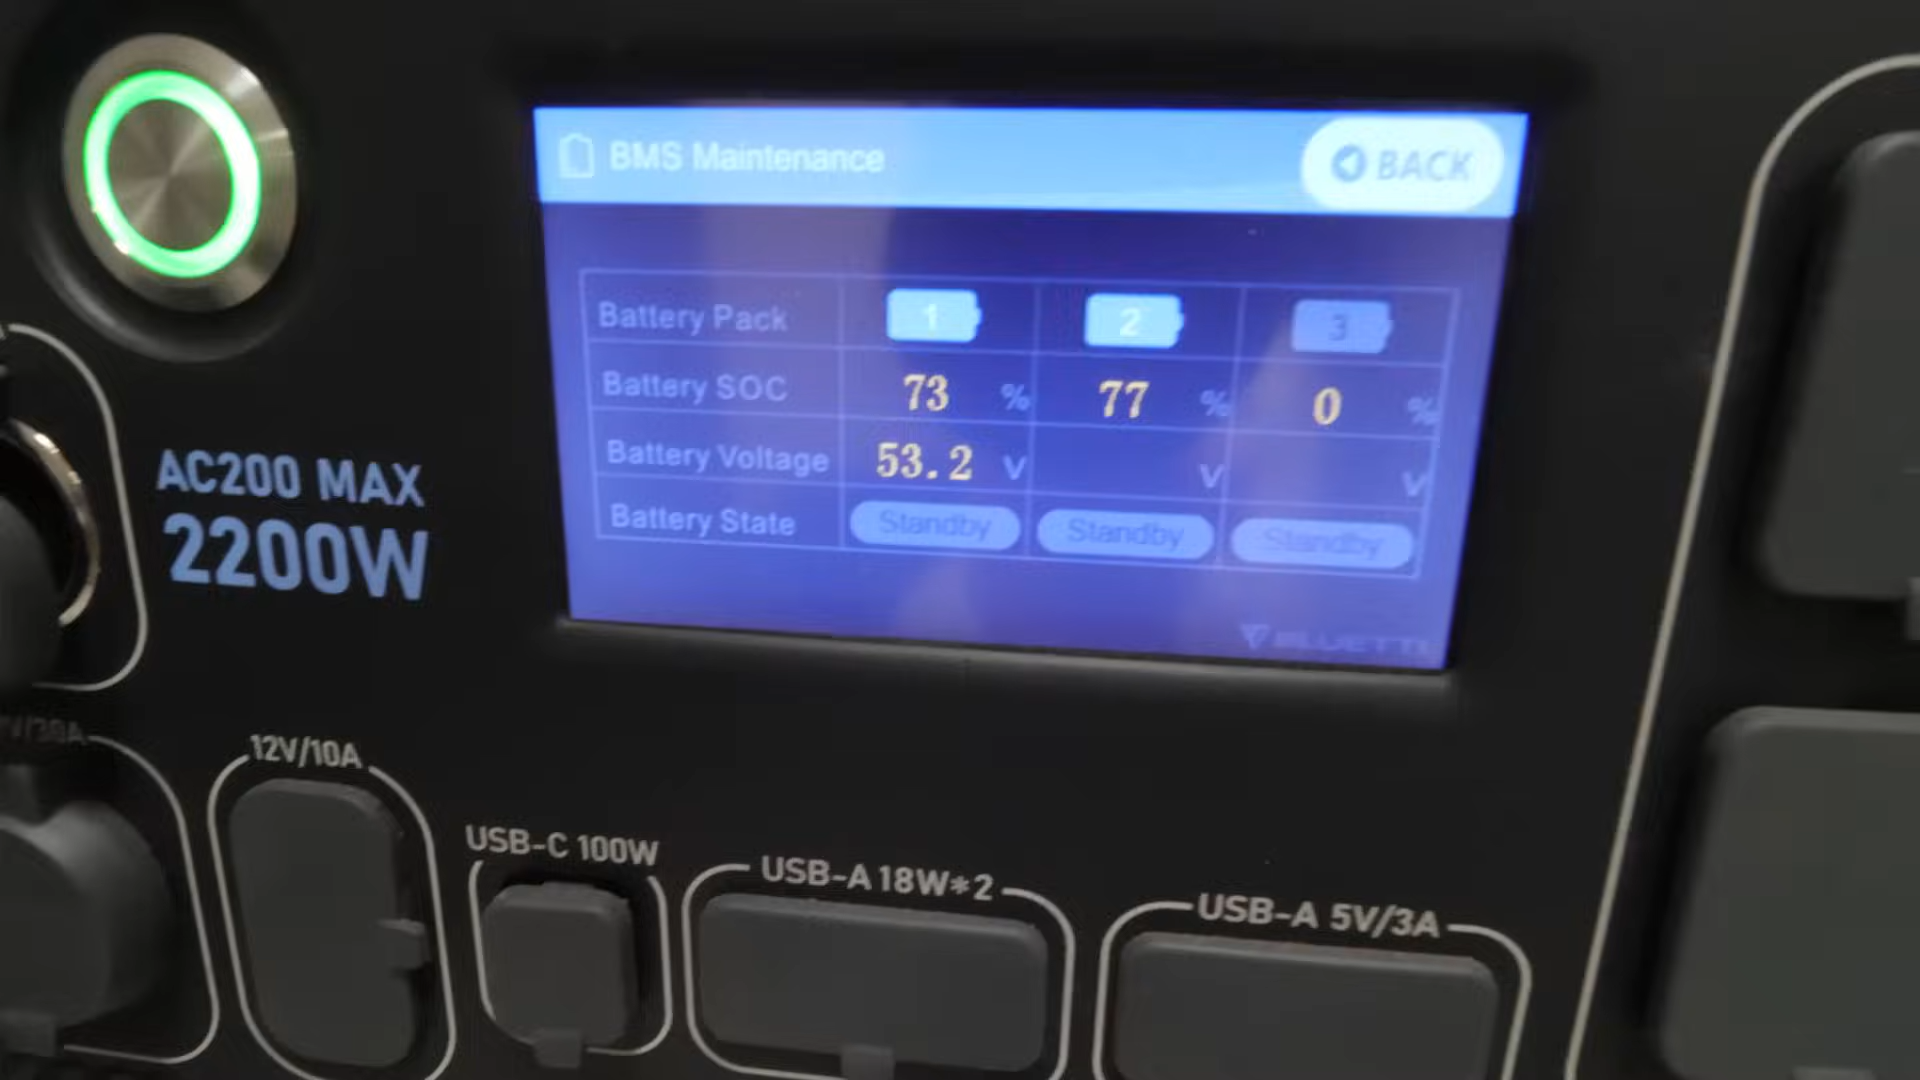 BMS Maintenance
BACK
Battery Pack 1 2 3
Battery SOC 73 % 77 % 0 %
Battery Voltage 53.2 V V V
Battery State Standby Standby Standby
BLUETTI
AC200 MAX
2200W
12V/10A
USB-C 100W
USB-A 18W*2
USB-A 5V/3A